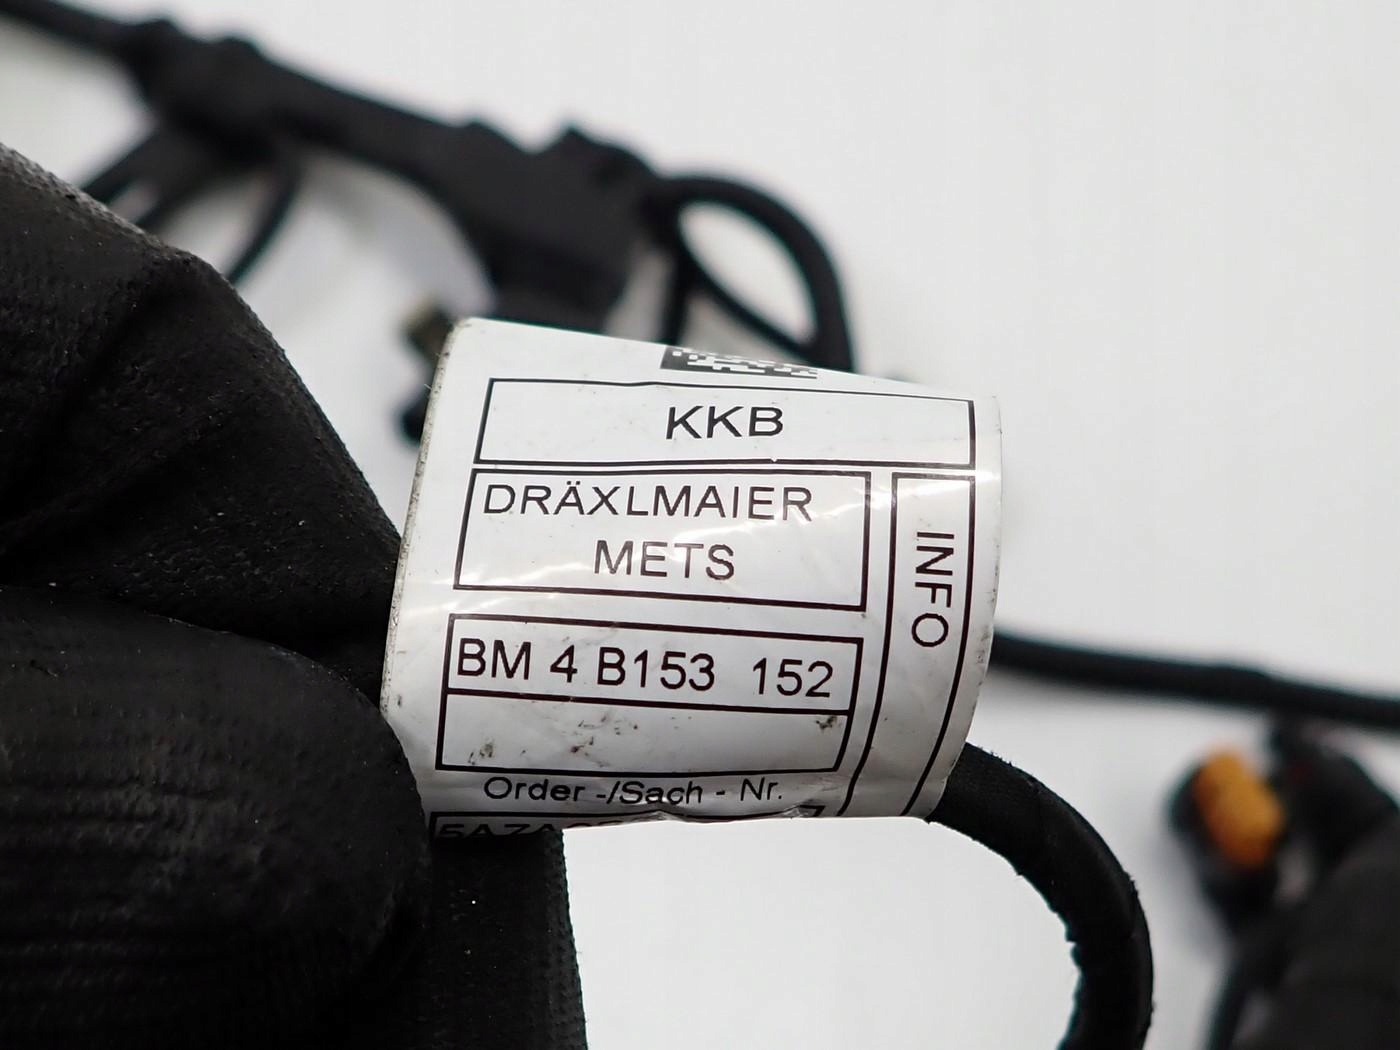 KKB
DRÄXLMAIER
METS
INFO
BM 4 B153 152
Order -/Sach - Nr.